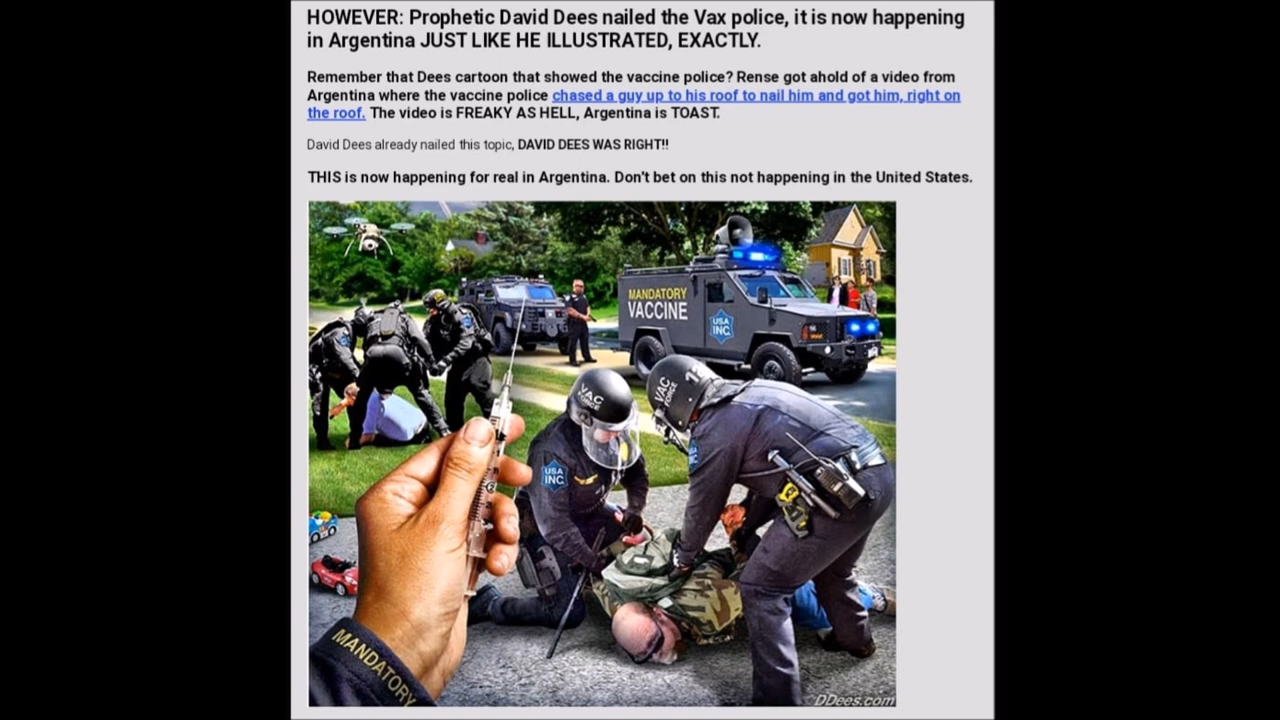 HOWEVER: Prophetic David Dees nailed the Vax police, it is now happening
in Argentina JUST LIKE HE ILLUSTRATED, EXACTLY.
Remember that Dees cartoon that showed the vaccine police? Rense got ahold of a video from
Argentina where the vaccine police chased a guy up to his roof to nail him and got him, right on
the roof. The video is FREAKY AS HELL, Argentina is TOAST.
David Dees already nailed this topic, DAVID DEES WAS RIGHT!!
THIS is now happening for real in Argentina. Don't bet on this not happening in the United States.
MANDATORY
VACCINE
USA
INC.
VAC
FORCE
VAC
FORCE
12
USA
INC.
MANDATORY
DDees.com